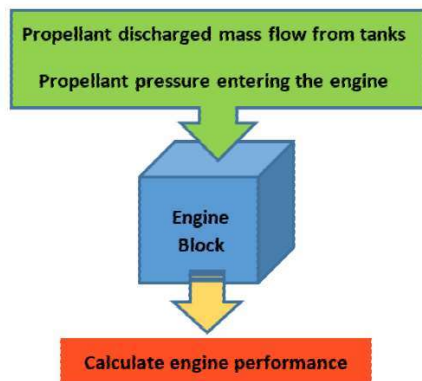 Propellant discharged mass flow from tanks
Propellant pressure entering the engine
Engine
Block
Calculate engine performance